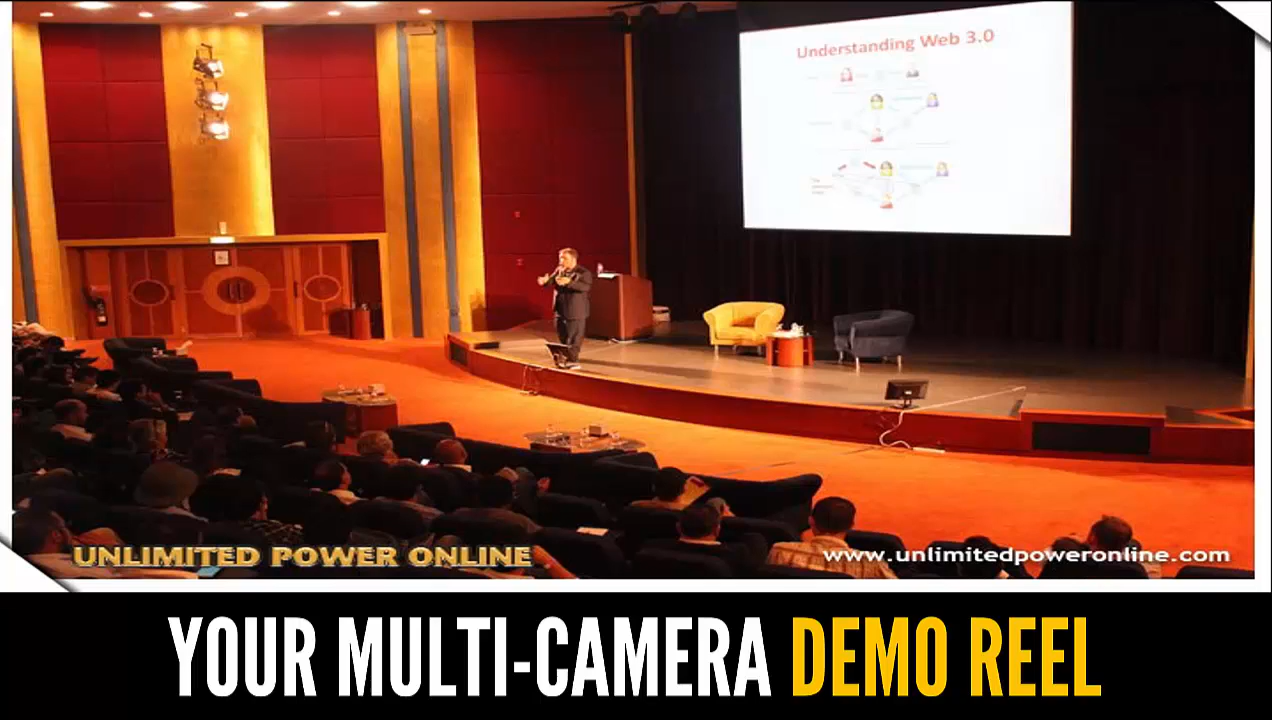 Understanding Web 3.0
UNLIMITED POWER ONLINE
www.unlimitedpoweronline.com
YOUR MULTI-CAMERA DEMO REEL